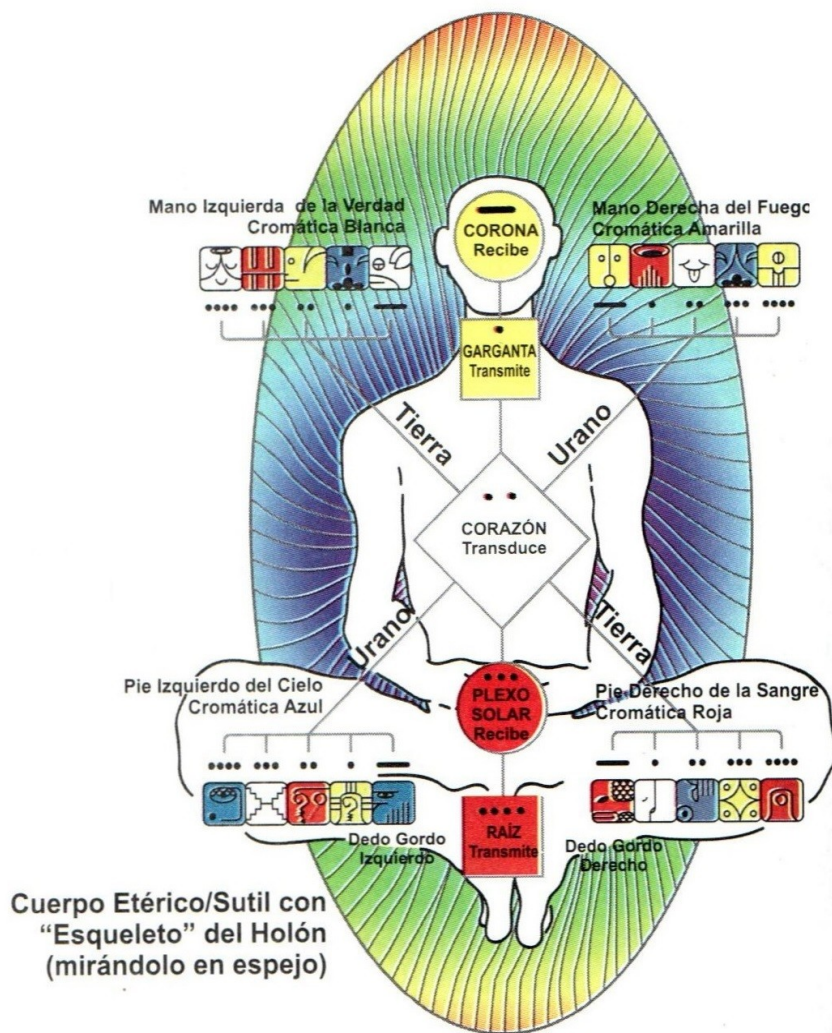 Mano Izquierda de la Verdad
Cromática Blanca
Mano Derecha del Fuego
Cromática Amarilla
CORONA
Recibe
GARGANTA
Transmite
Tierra
Urano
CORAZÓN
Transduce
Urano
Tierra
Pie Izquierdo del Cielo
Cromática Azul
PLEXO
SOLAR
Recibe
Pie Derecho de la Sangre
Cromática Roja
RAÍZ
Transmite
Dedo Gordo
Izquierdo
Dedo Gordo
Derecho
Cuerpo Etérico/Sutil con
“Esqueleto” del Holón
(mirándolo en espejo)